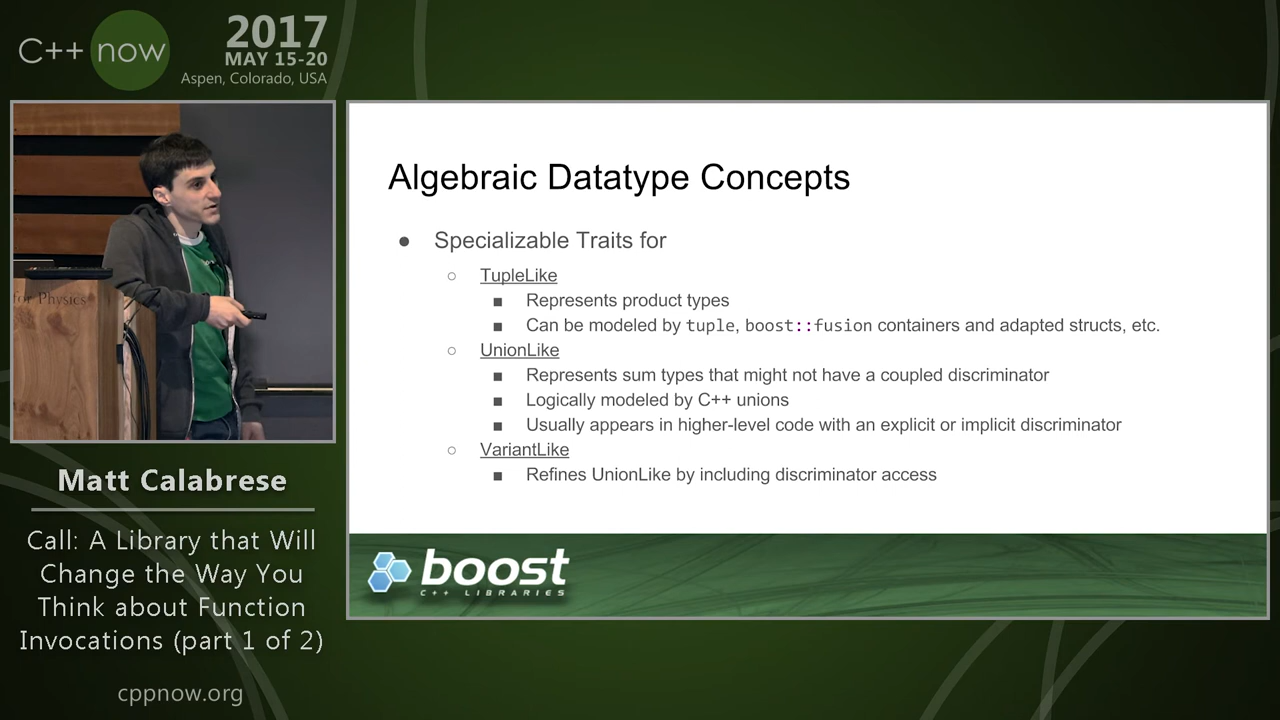 C++ now
2017
MAY 15-20
Aspen, Colorado, USA
for Physics
Matt Calabrese
Call: A Library that Will
Change the Way You
Think about Function
Invocations (part 1 of 2)
cppnow.org
Algebraic Datatype Concepts
● Specializable Traits for
○ TupleLike
■ Represents product types
■ Can be modeled by tuple, boost::fusion containers and adapted structs, etc.
○ UnionLike
■ Represents sum types that might not have a coupled discriminator
■ Logically modeled by C++ unions
■ Usually appears in higher-level code with an explicit or implicit discriminator
○ VariantLike
■ Refines UnionLike by including discriminator access
boost
C++ LIBRARIES